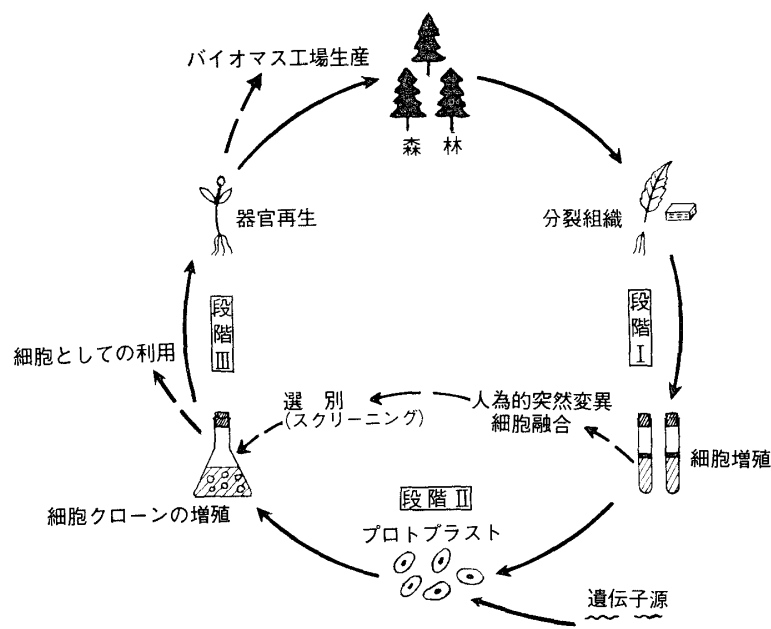 バイオマス工場生産
森 林
器官再生
分裂組織
段階Ⅲ
段階Ⅰ
細胞としての利用
選 別
(スクリーニング)
人為的突然変異
細胞融合
細胞増殖
細胞クローンの増殖
段階Ⅱ
プロトプラスト
遺伝子源